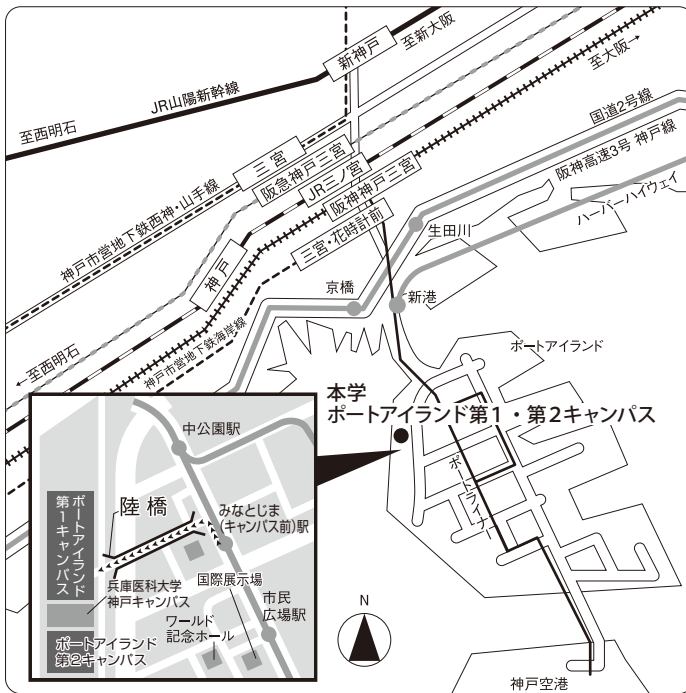 新神戸
至新大阪
至大阪→
JR山陽新幹線
至西明石
国道2号線
三宮
阪急神戸三宮
JR三ノ宮
阪神神戸三宮
阪神高速3号 神戸線
ハーバーハイウェイ
神戸市営地下鉄西神・山手線
三宮・花時計前
生田川
神戸
京橋
新港
←至西明石
神戸市営地下鉄海岸線
ポートアイランド
本学
ポートアイランド第1・第2キャンパス
ポートライナー
中公園駅
陸橋
みなとじま
(キャンパス前)駅
ポートアイランド
第1キャンパス
兵庫医科大学
神戸キャンパス
国際展示場
市民
広場駅
ワールド
記念ホール
ポートアイランド
第2キャンパス
N
神戸空港